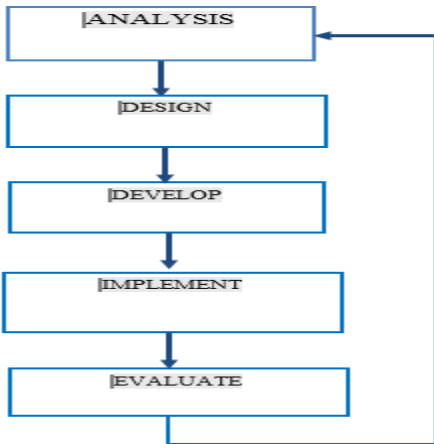 ANALYSIS
DESIGN
DEVELOP
IMPLEMENT
EVALUATE